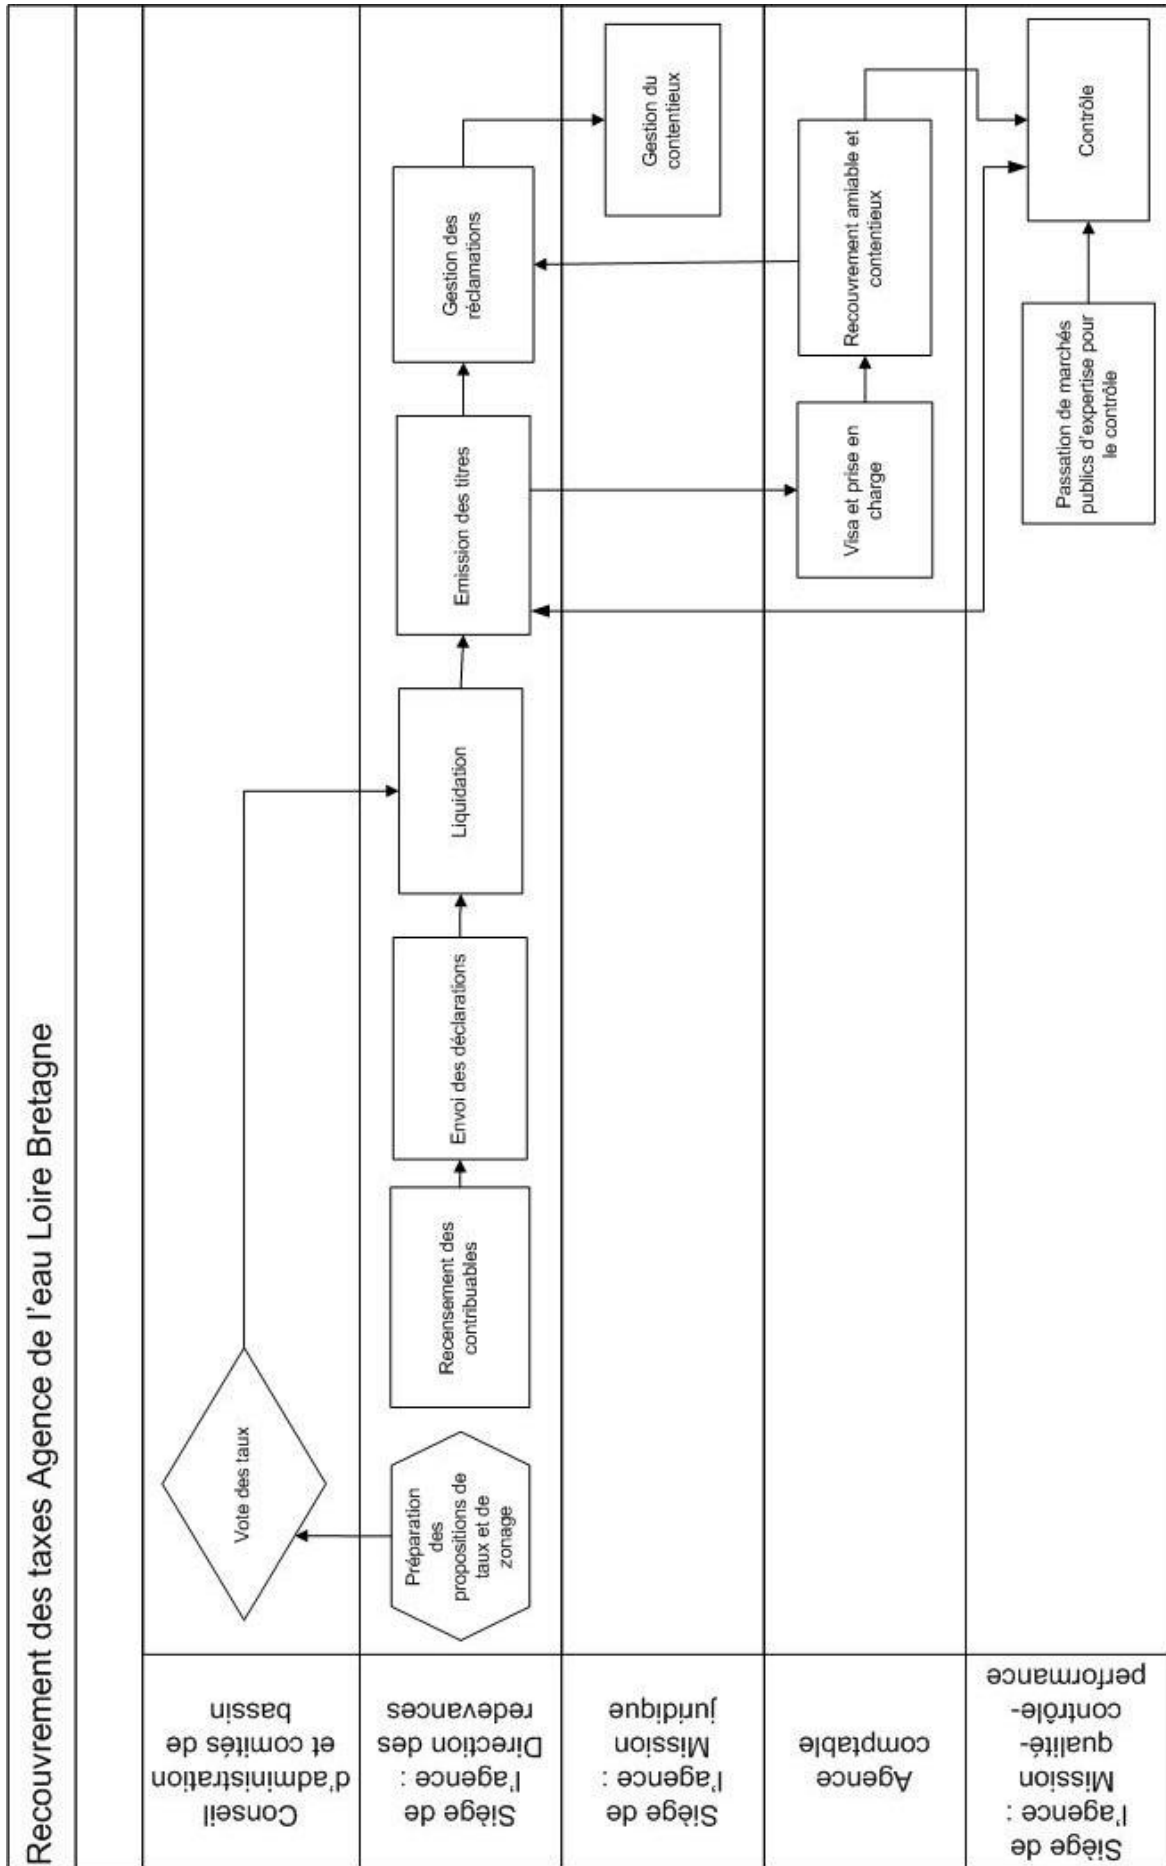 Recouvrement des taxes Agence de l'eau Loire Bretagne
Conseil
d'administration
et comités de
bassin
Vote des taux
Siège de
l'agence :
Direction des
redevances
Préparation
des
propositions de
taux et de
zonage
Recensement des
contribuables
Envoi des déclarations
Liquidation
Emission des titres
Gestion des
réclamations
Siège de
l'agence :
Mission
juridique
Gestion du
contentieux
Agence
comptable
Visa et prise en
charge
Recouvrement amiable et
contentieux
Siège de
l'agence :
Mission
qualité-
contrôle-
performance
Passation de marchés
publics d'expertise pour
le contrôle
Contrôle